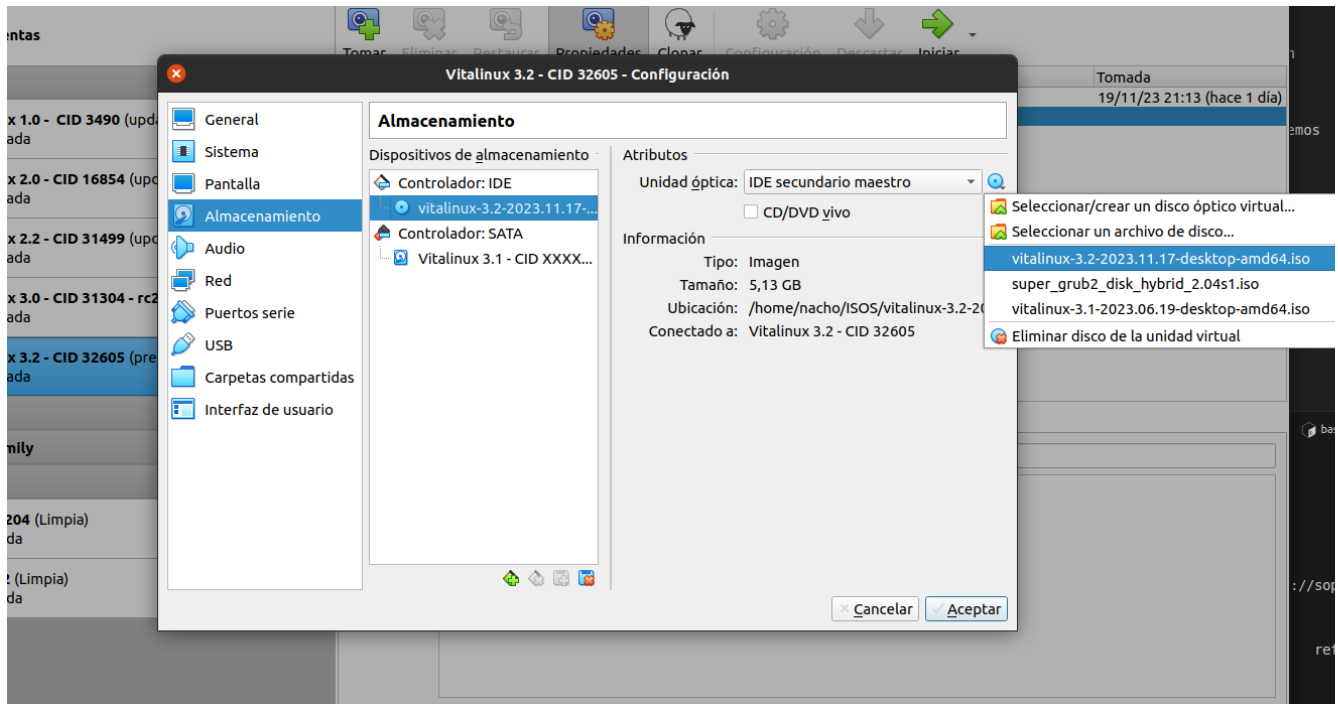 entas
Tomar Eliminar Restaurar Propiedades Clonar Configuración Descartar Iniciar
Tomada
19/11/23 21:13 (hace 1 día)
x 1.0 - CID 3490 (upd
ada
x 2.0 - CID 16854 (upd
ada
x 2.2 - CID 31499 (upd
ada
x 3.0 - CID 31304 - rc2
ada
x 3.2 - CID 32605 (pre
ada
mily
204 (Limpia)
da
2 (Limpia)
da
Vitalinux 3.2 - CID 32605 - Configuración
General
Sistema
Pantalla
Almacenamiento
Audio
Red
Puertos serie
USB
Carpetas compartidas
Interfaz de usuario
Almacenamiento
Dispositivos de almacenamiento
Controlador: IDE
vitalinux-3.2-2023.11.17-...
Controlador: SATA
Vitalinux 3.1 - CID XXXX...
Atributos
Unidad óptica: IDE secundario maestro
CD/DVD vivo
Información
Tipo: Imagen
Tamaño: 5,13 GB
Ubicación: /home/nacho/ISOS/vitalinux-3.2-20
Conectado a: Vitalinux 3.2 - CID 32605
Seleccionar/crear un disco óptico virtual...
Seleccionar un archivo de disco...
vitalinux-3.2-2023.11.17-desktop-amd64.iso
super_grub2_disk_hybrid_2.04s1.iso
vitalinux-3.1-2023.06.19-desktop-amd64.iso
Eliminar disco de la unidad virtual
Cancelar
Aceptar
emos
bas
://sop
ref